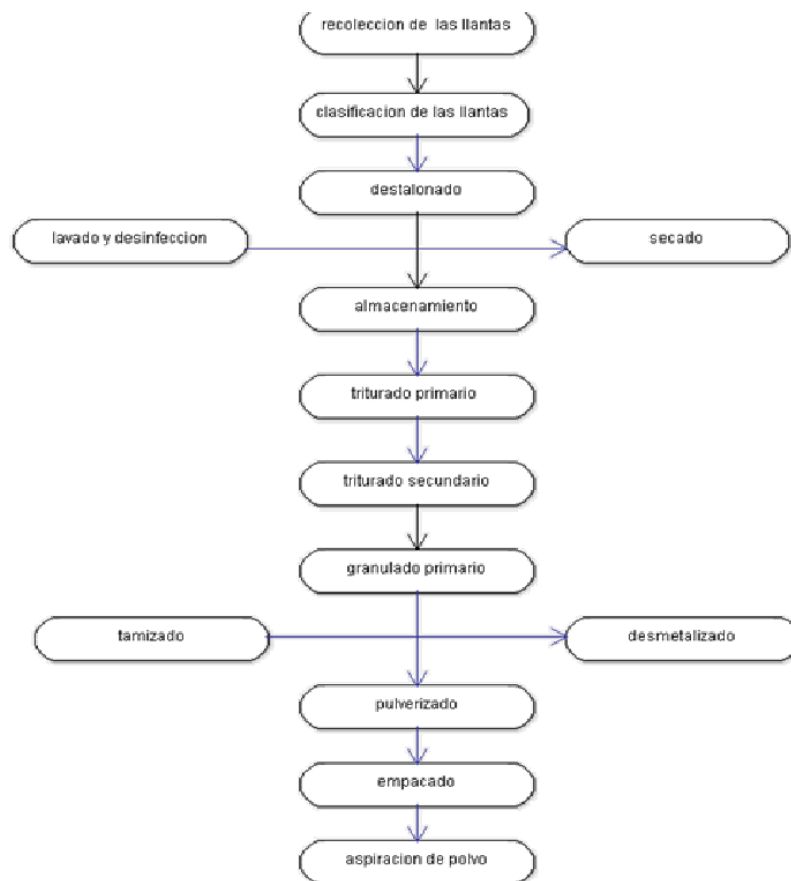 recoleccion de las llantas
clasificacion de las llantas
destalonado
lavado y desinfeccion
secado
almacenamiento
triturado primario
triturado secundario
granulado primario
tamizado
desmetalizado
pulverizado
empacado
aspiracion de polvo